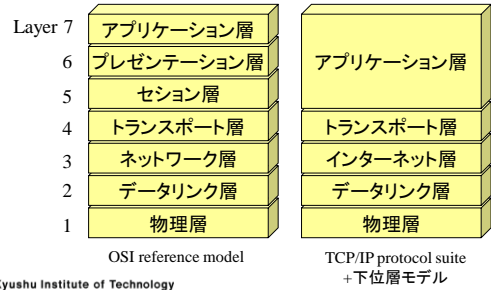 Layer 7 アプリケーション層
6 プレゼンテーション層 アプリケーション層
5 セション層
4 トランスポート層 トランスポート層
3 ネットワーク層 インターネット層
2 データリンク層 データリンク層
1 物理層 物理層
OSI reference model TCP/IP protocol suite
+下位層モデル
Kyushu Institute of Technology